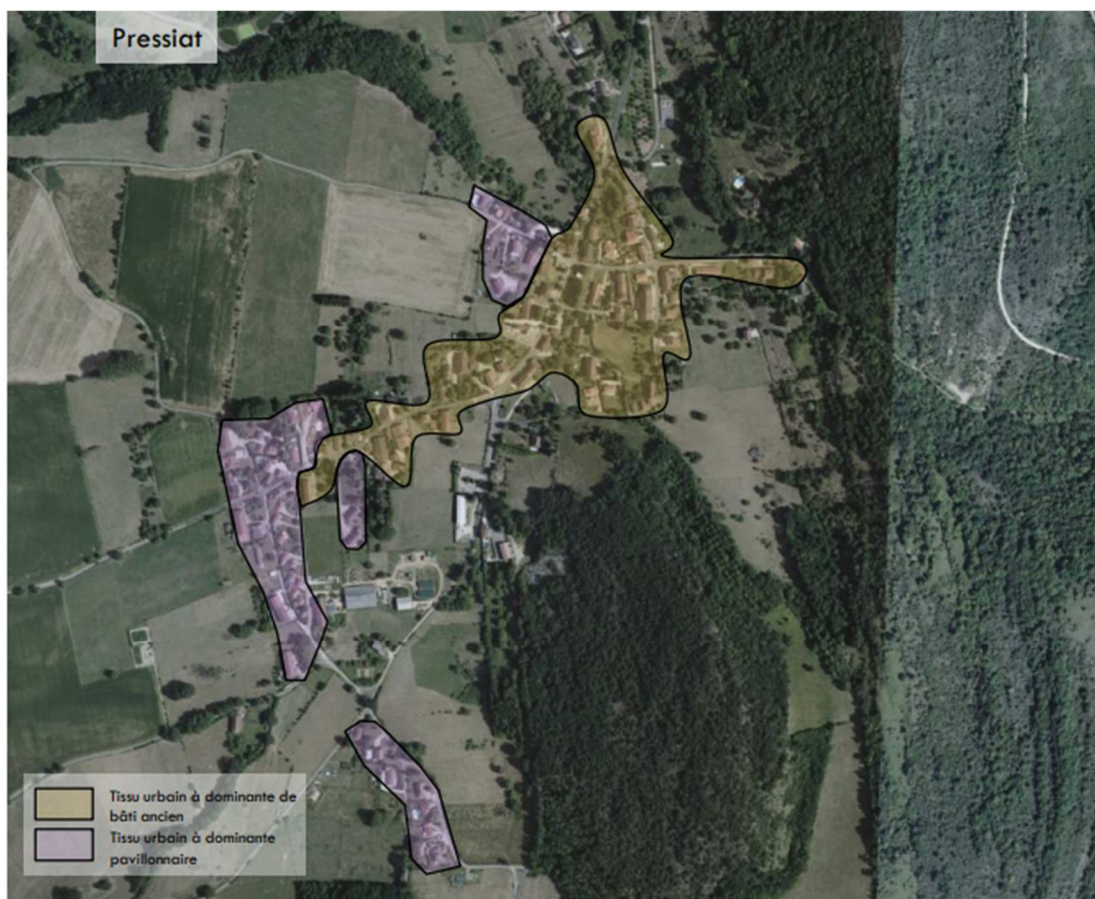 Pressiat
Tissu urbain à dominante de
bâti ancien
Tissu urbain à dominante
pavillonnaire